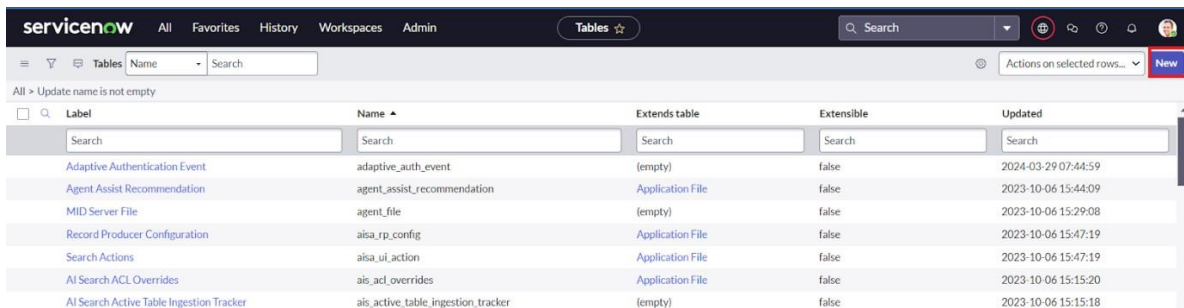 servicenow All Favorites History Workspaces Admin Tables Search
Tables Name Search Actions on selected rows... New
All > Update name is not empty
Label Name Extends table Extensible Updated
Search Search Search Search Search
Adaptive Authentication Event adaptive_auth_event (empty) false 2024-03-29 07:44:59
Agent Assist Recommendation agent_assist_recommendation Application File false 2023-10-06 15:44:09
MID Server File agent_file (empty) false 2023-10-06 15:29:08
Record Producer Configuration aisa_rp_config Application File false 2023-10-06 15:47:19
Search Actions aisa_ui_action Application File false 2023-10-06 15:47:19
AI Search ACL Overrides ais_acl_overrides Application File false 2023-10-06 15:15:20
AI Search Active Table Ingestion Tracker ais_active_table_ingestion_tracker (empty) false 2023-10-06 15:15:18